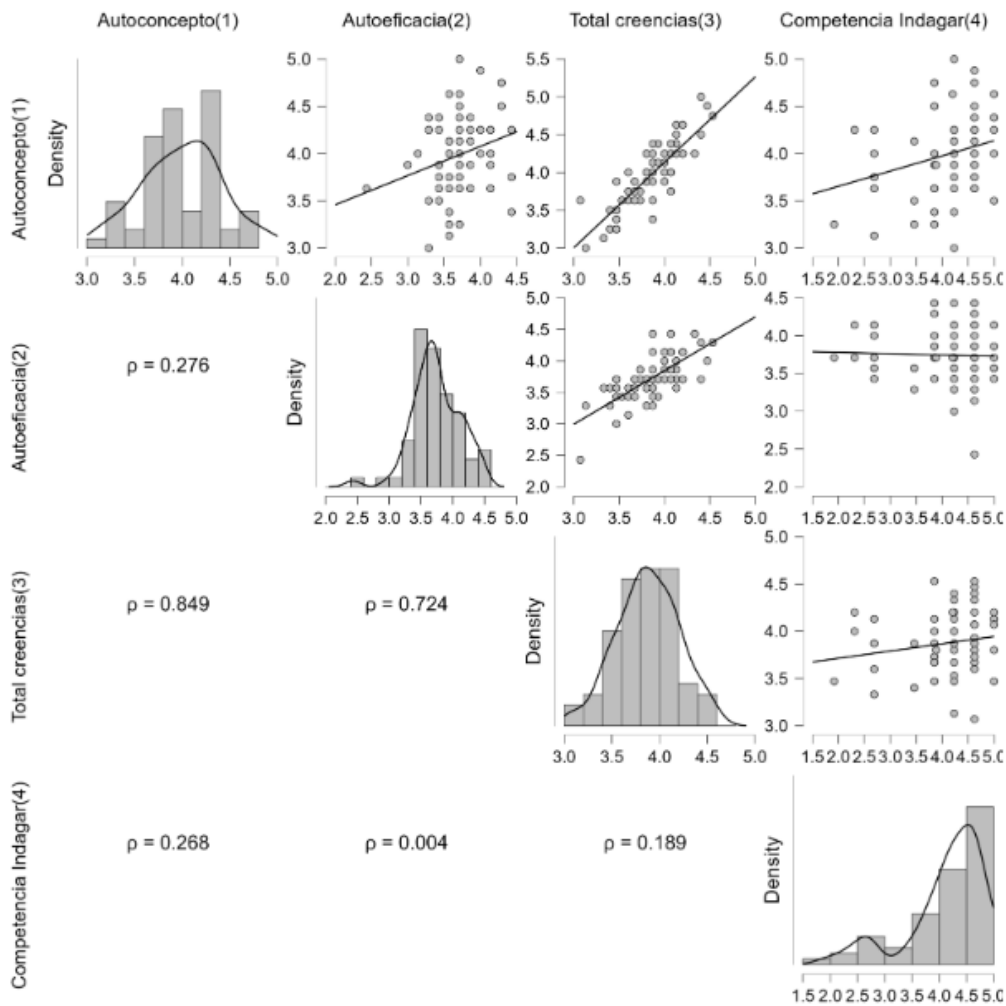 Autoconcepto(1) Autoeficacia(2) Total creencias(3) Competencia Indagar(4)
Autoconcepto(1)
Density
5.0
4.5
4.0
3.5
3.0
5.5
5.0
4.5
4.0
3.5
3.0
5.0
4.5
4.0
3.5
3.0
3.0 3.5 4.0 4.5 5.0
2.0 2.5 3.0 3.5 4.0 4.5
3.0 3.5 4.0 4.5 5.0
1.5 2.0 2.5 3.0 3.5 4.0 4.5 5.0
Autoeficacia(2)
ρ = 0.276
Density
5.0
4.5
4.0
3.5
3.0
2.5
2.0
4.5
4.0
3.5
3.0
2.5
2.0
2.0 2.5 3.0 3.5 4.0 4.5 5.0
3.0 3.5 4.0 4.5 5.0
1.5 2.0 2.5 3.0 3.5 4.0 4.5 5.0
Total creencias(3)
ρ = 0.849
ρ = 0.724
Density
5.0
4.5
4.0
3.5
3.0
3.0 3.5 4.0 4.5 5.0
1.5 2.0 2.5 3.0 3.5 4.0 4.5 5.0
Competencia Indagar(4)
ρ = 0.268
ρ = 0.004
ρ = 0.189
Density
1.5 2.0 2.5 3.0 3.5 4.0 4.5 5.0